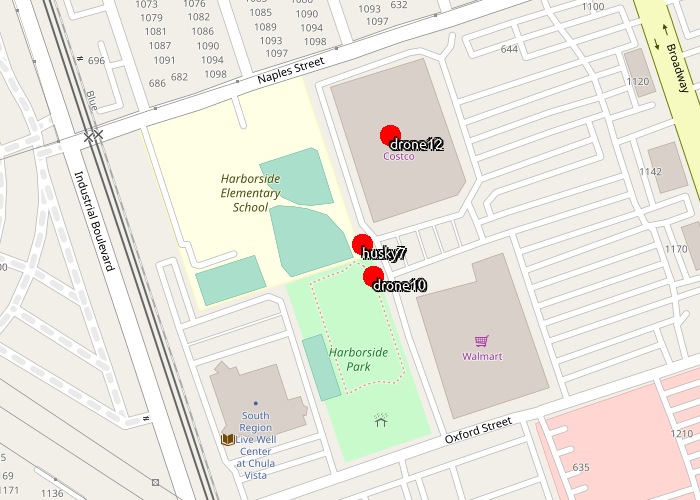 1073
1079
1081
1087
1091
1076
1082
1086
1090
1094
1098
1085
1089
1093
1097
1090
1094
1098
1093
1097
632
1100
696
686
682
644
Naples Street
Broadway
1120
1142
1170
Blue
Industrial Boulevard
Harborside
Elementary
School
drone12
Costco
husky7
drone10
Walmart
Harborside
Park
South
Region
Live Well
Center
at Chula
Vista
Oxford Street
635
1210
169
1171
1136